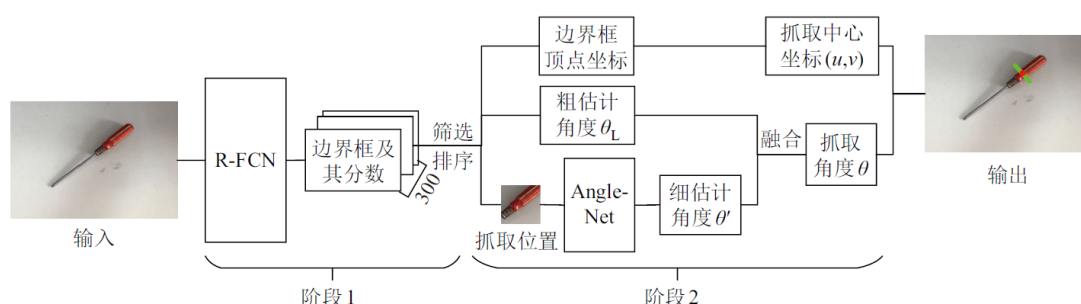 输入
R-FCN
边界框及
其分数
300
筛选
排序
阶段1
边界框
顶点坐标
抓取中心
坐标(u,v)
粗估计
角度θL
抓取位置
Angle-
Net
细估计
角度θ′
融合
抓取
角度θ
阶段2
输出